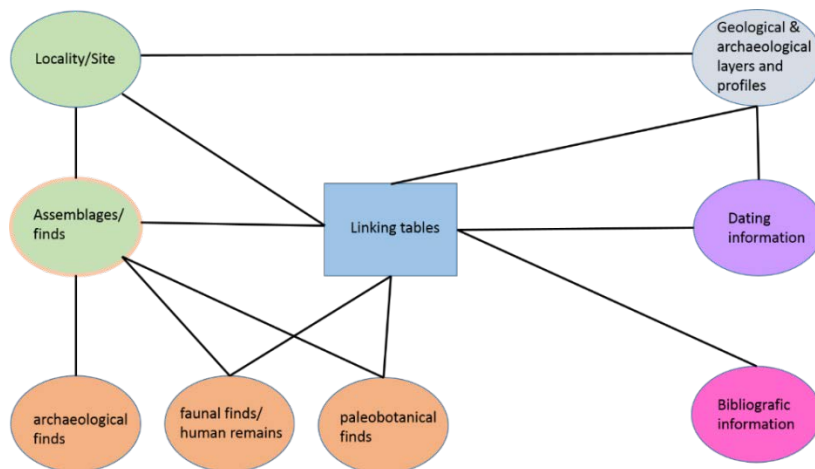 Locality/Site
Geological &
archaeological
layers and
profiles
Assemblages/
finds
Linking tables
Dating
information
archaeological
finds
faunal finds/
human remains
paleobotanical
finds
Bibliografic
information